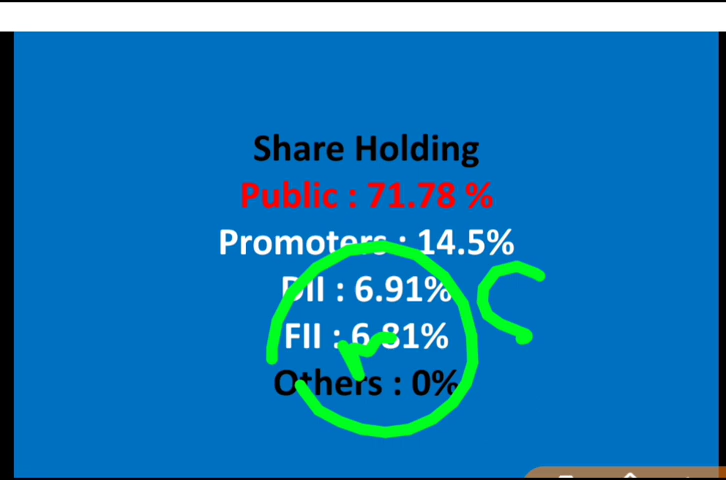 Share Holding
Public : 71.78 %
Promoters : 14.5%
DII : 6.91%
FII : 6.81%
Others : 0%